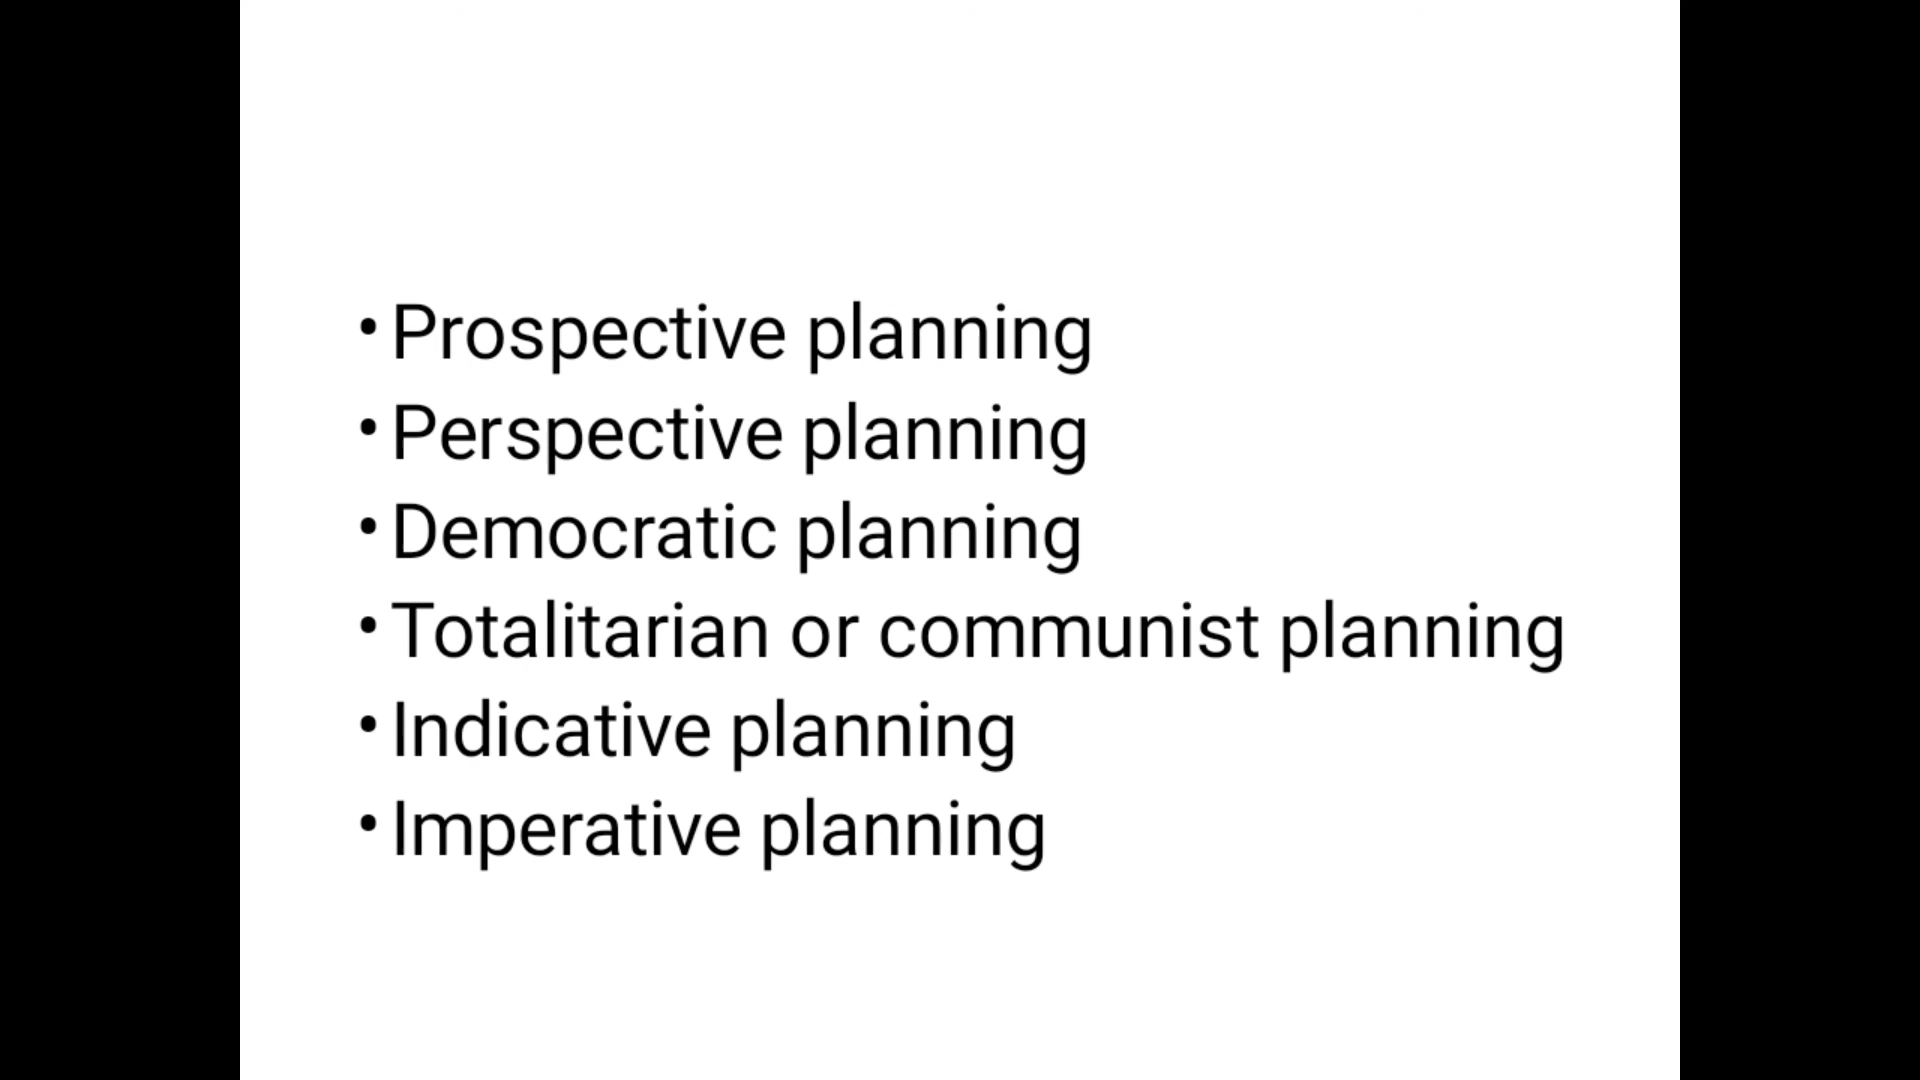 • Prospective planning
• Perspective planning
• Democratic planning
• Totalitarian or communist planning
• Indicative planning
• Imperative planning